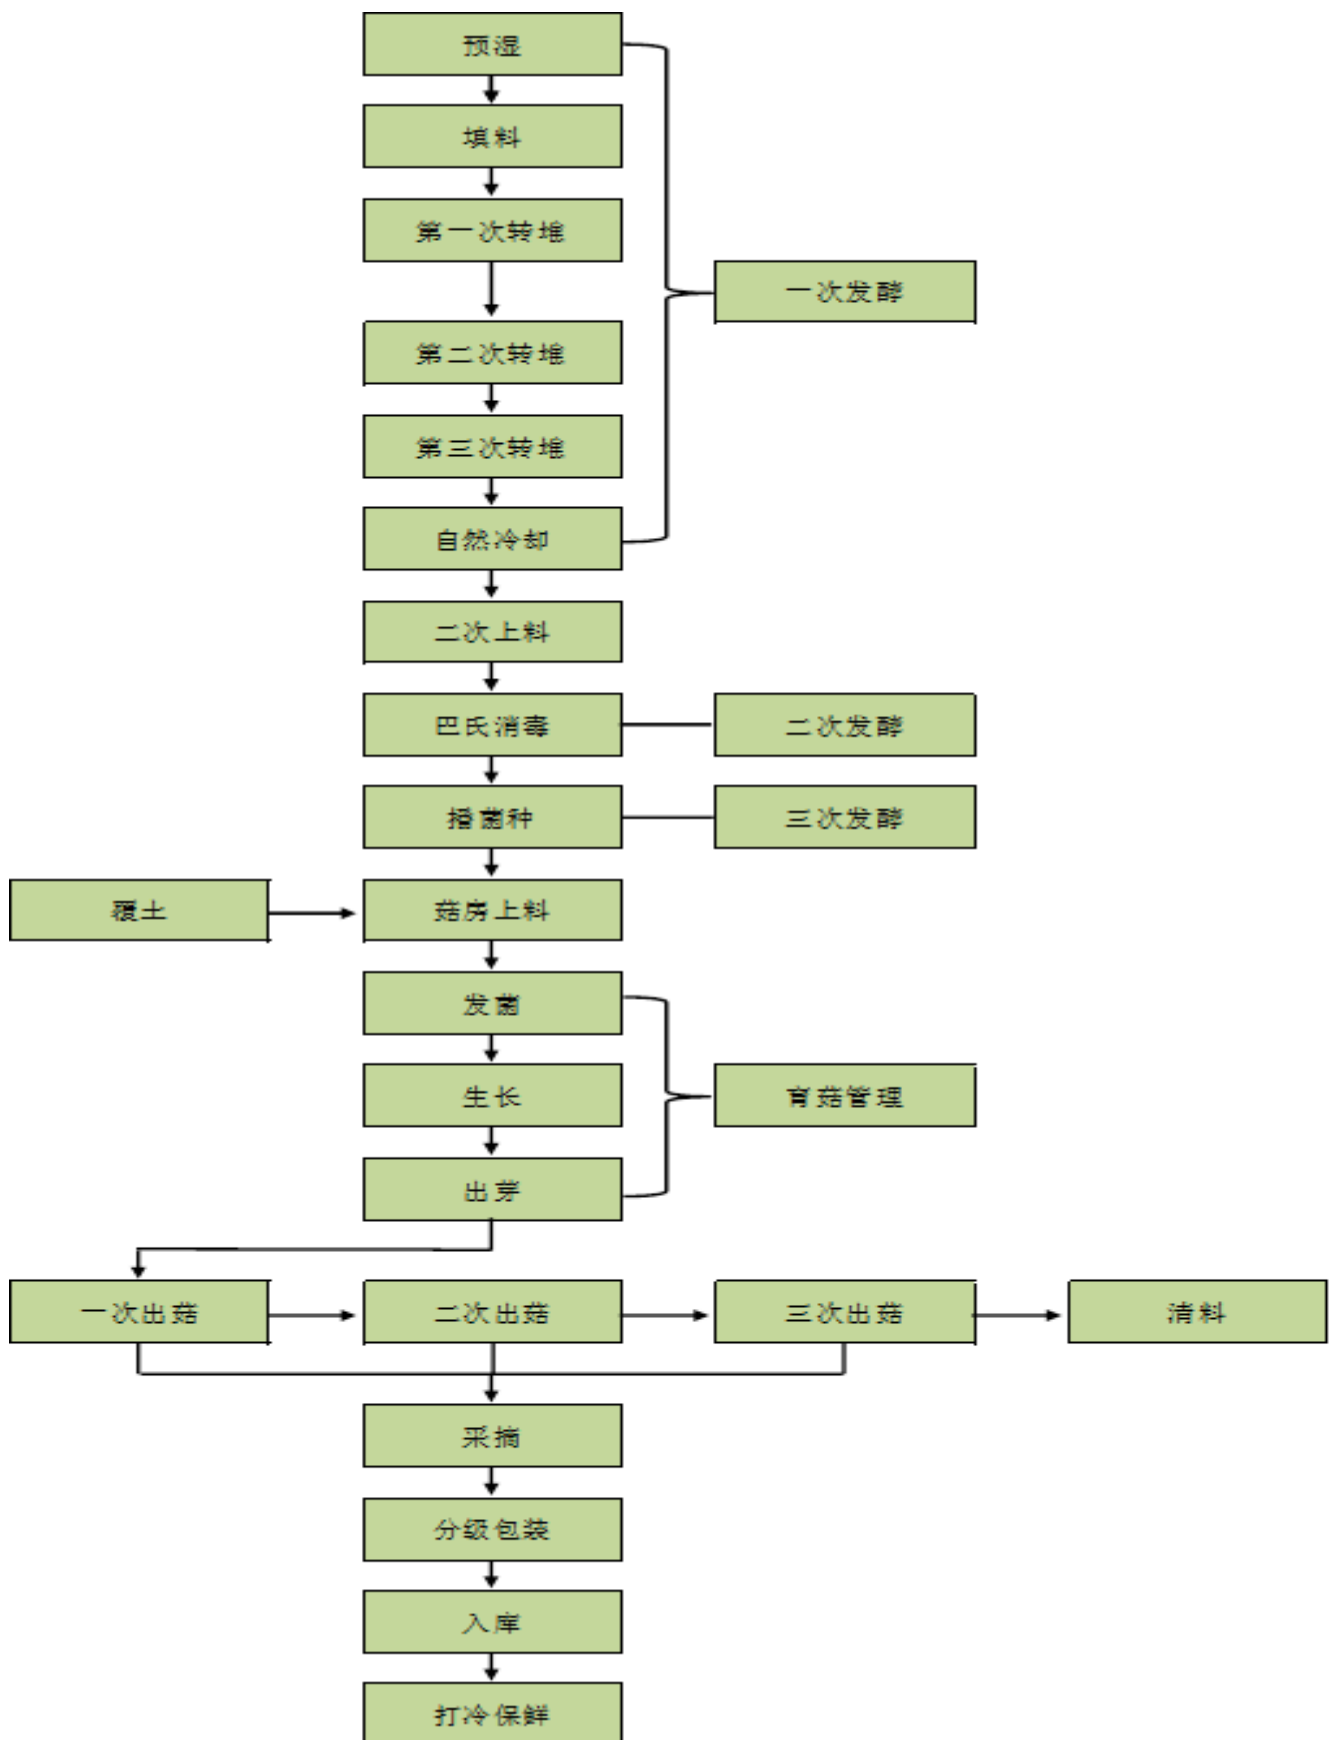 预湿
填料
第一次转堆
一次发酵
第二次转堆
第三次转堆
自然冷却
二次上料
巴氏消毒
二次发酵
播菌种
三次发酵
覆土
菇房上料
发菌
生长
育菇管理
出芽
一次出菇
二次出菇
三次出菇
清料
采摘
分级包装
入库
打冷保鲜